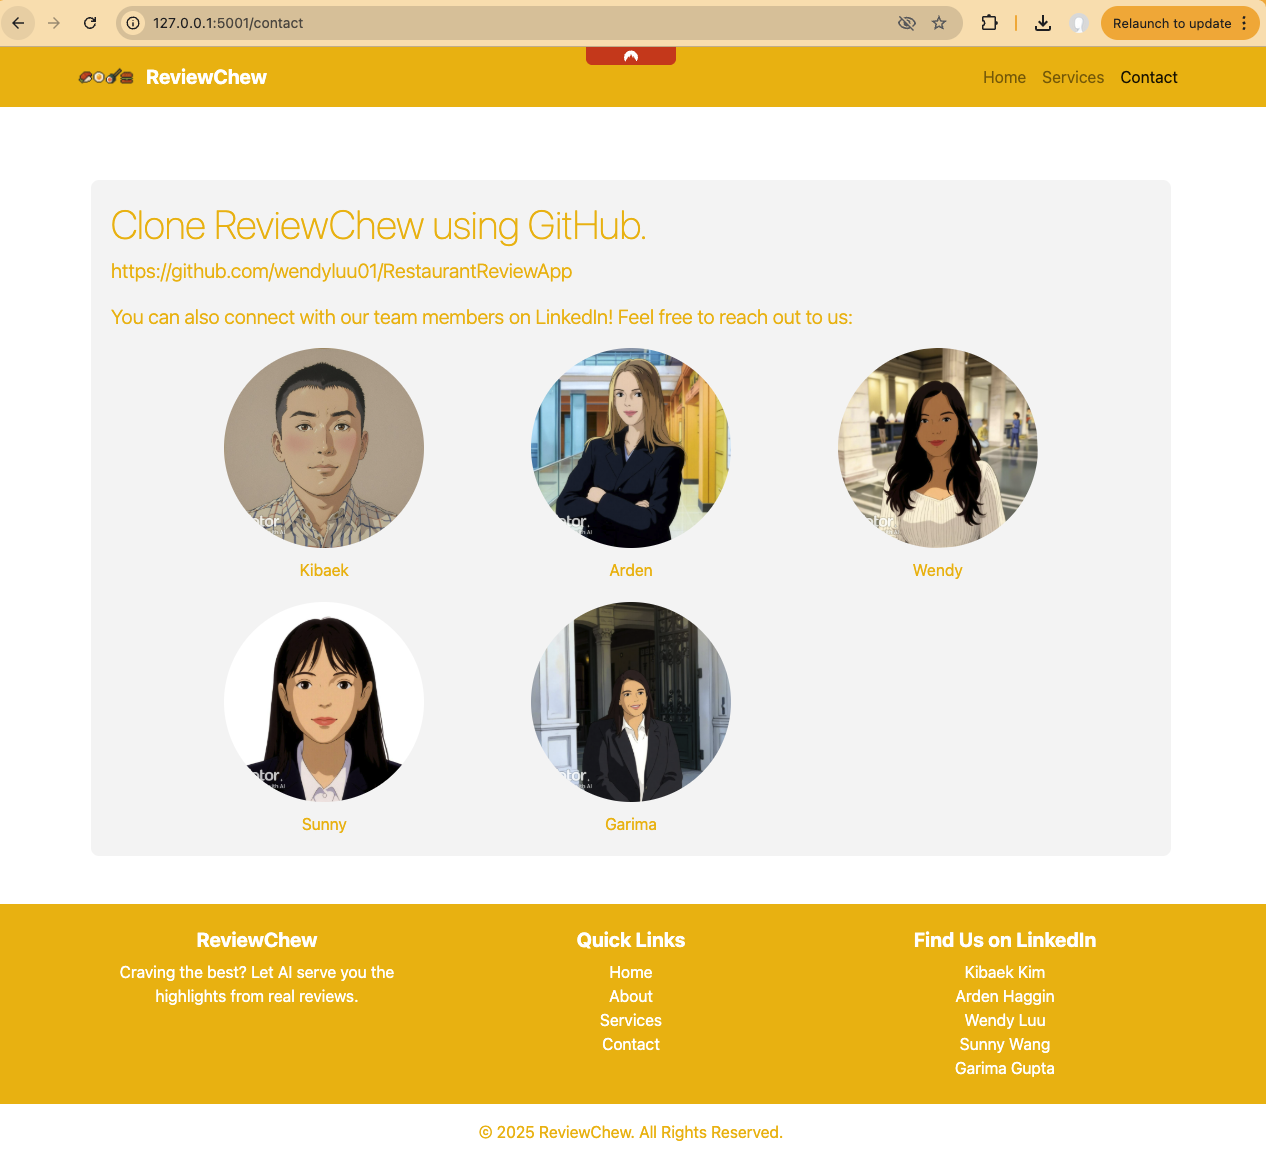 127.0.0.1:5001/contact
Relaunch to update
ReviewChew
Home Services Contact
Clone ReviewChew using GitHub.
https://github.com/wendyluu01/RestaurantReviewApp
You can also connect with our team members on LinkedIn! Feel free to reach out to us:
Kibaek Arden Wendy
Sunny Garima
ReviewChew
Craving the best? Let AI serve you the
highlights from real reviews.
Quick Links
Home
About
Services
Contact
Find Us on LinkedIn
Kibaek Kim
Arden Haggin
Wendy Luu
Sunny Wang
Garima Gupta
© 2025 ReviewChew. All Rights Reserved.